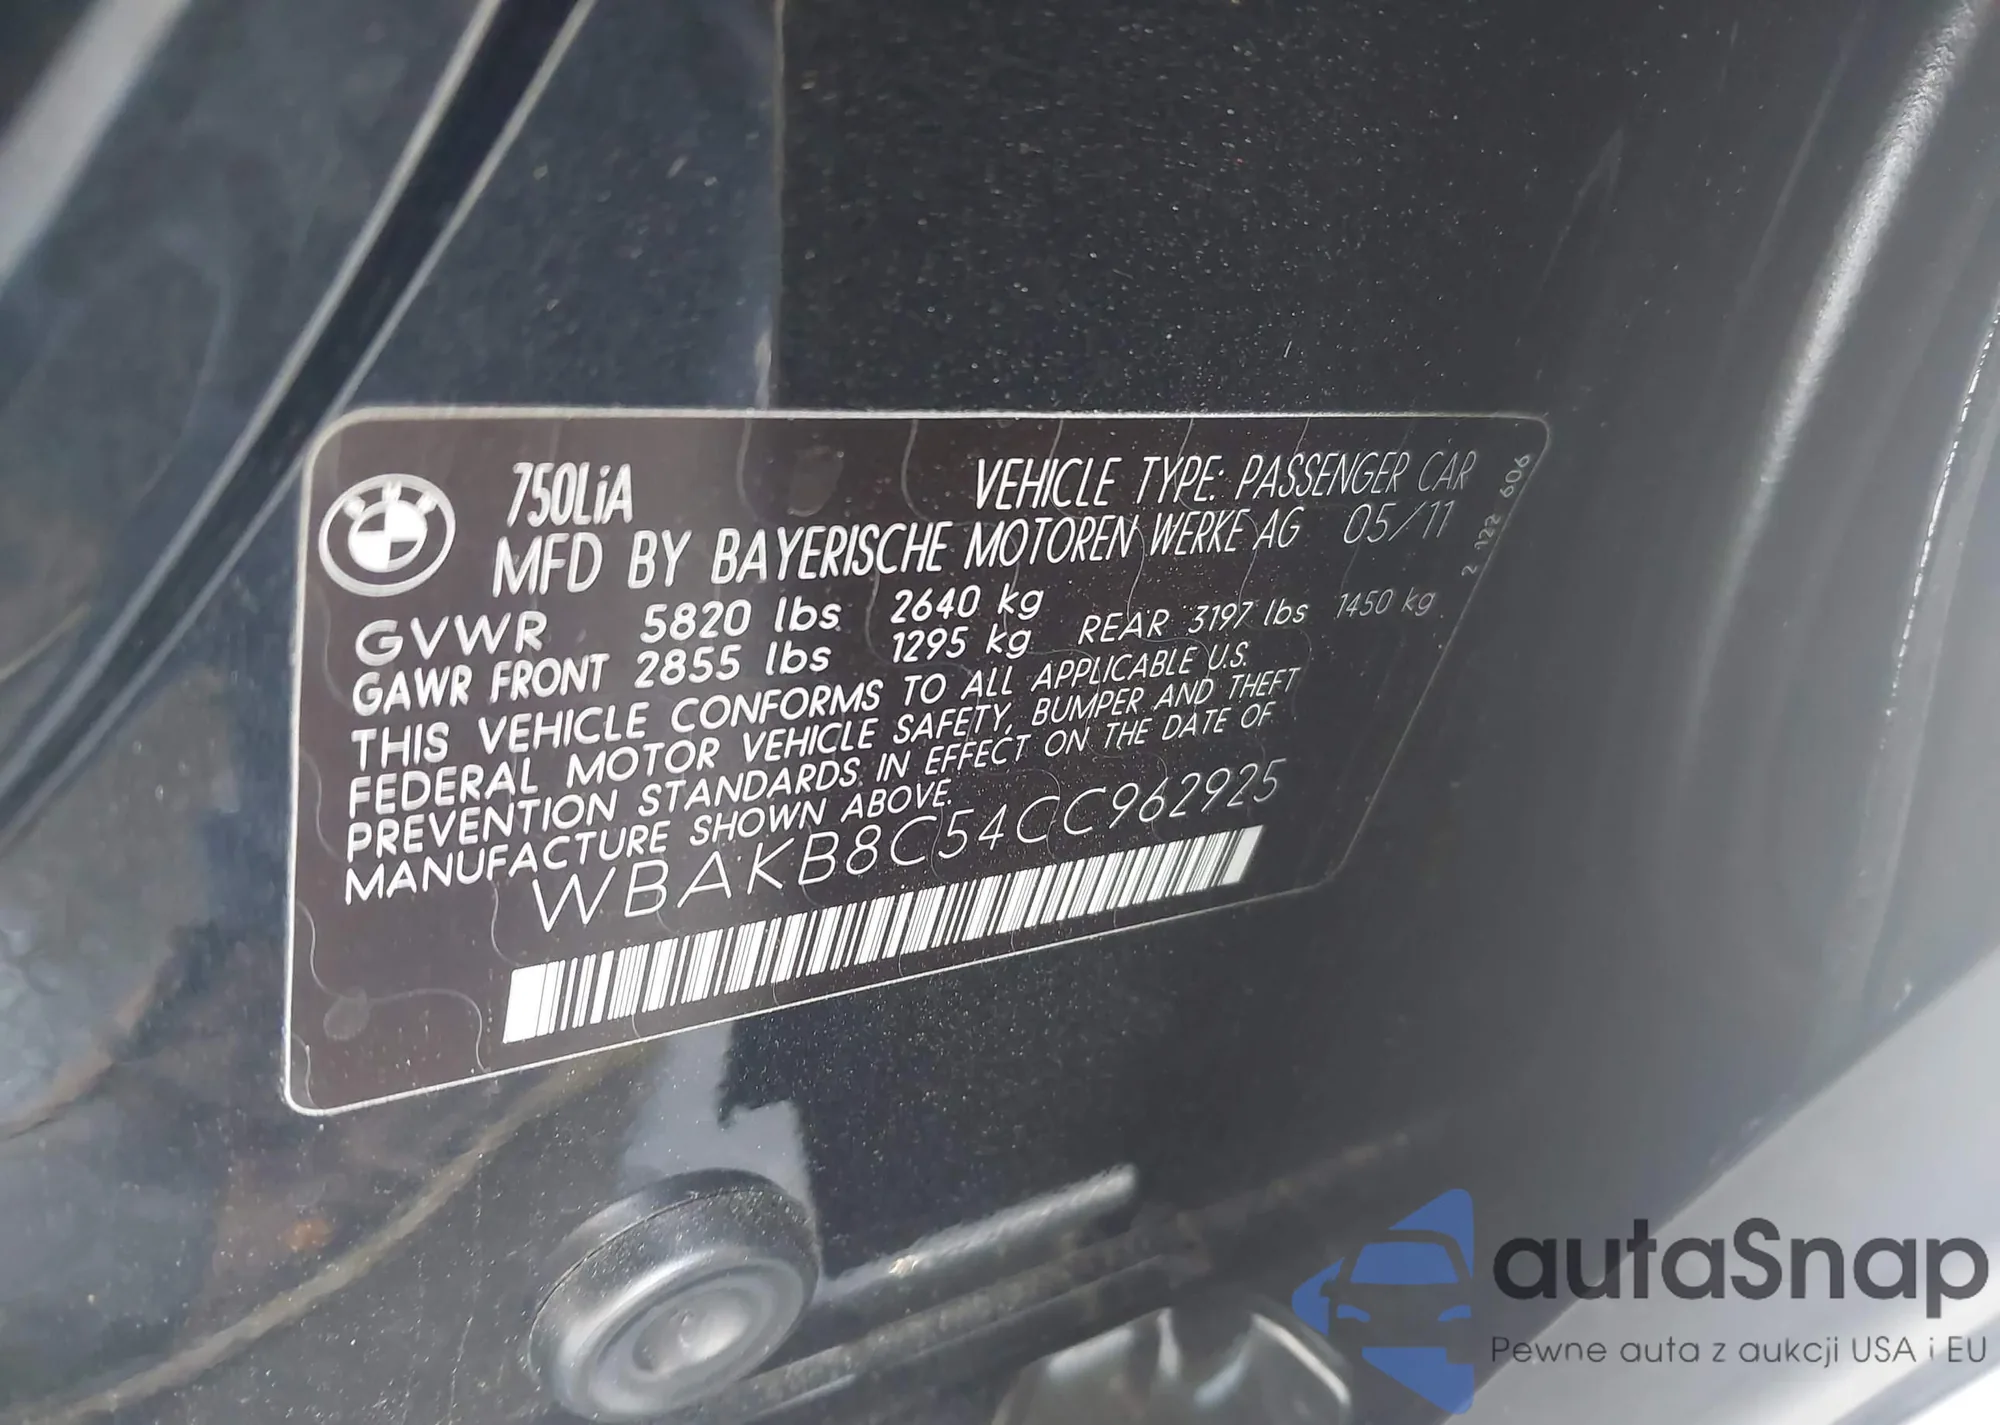 750LiA
VEHICLE TYPE: PASSENGER CAR
MFD BY BAYERISCHE MOTOREN WERKE AG 05/11
GVWR 5820 lbs 2640 kg
GAWR FRONT 2855 lbs 1295 kg REAR 3197 lbs 1450 kg
THIS VEHICLE CONFORMS TO ALL APPLICABLE U.S.
FEDERAL MOTOR VEHICLE SAFETY, BUMPER AND THEFT
PREVENTION STANDARDS IN EFFECT ON THE DATE OF
MANUFACTURE SHOWN ABOVE.
WBAKB8C54CC962925
2 122 606
autaSnap
Pewne auta z aukcji USA i EU